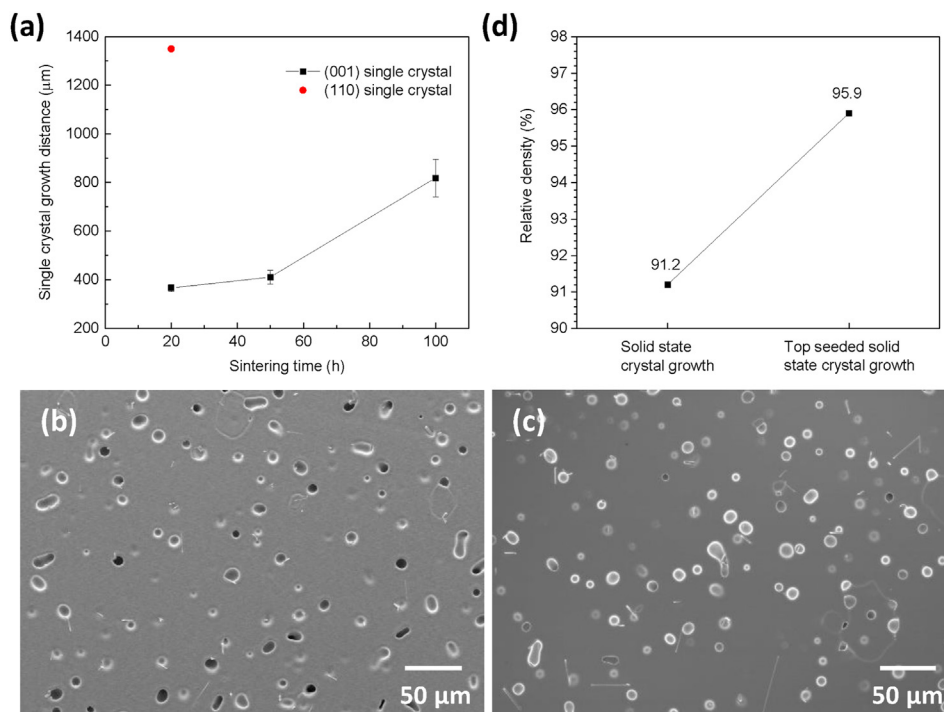 (a)
1400
1200
1000
800
600
400
200
0 20 40 60 80 100
Single crystal growth distance (μm)
Sintering time (h)
(001) single crystal
(110) single crystal
(d)
98
97
96
95
94
93
92
91
90
Relative density (%)
91.2
95.9
Solid state
crystal growth
Top seeded solid
state crystal growth
(b)
50 μm
(c)
50 μm